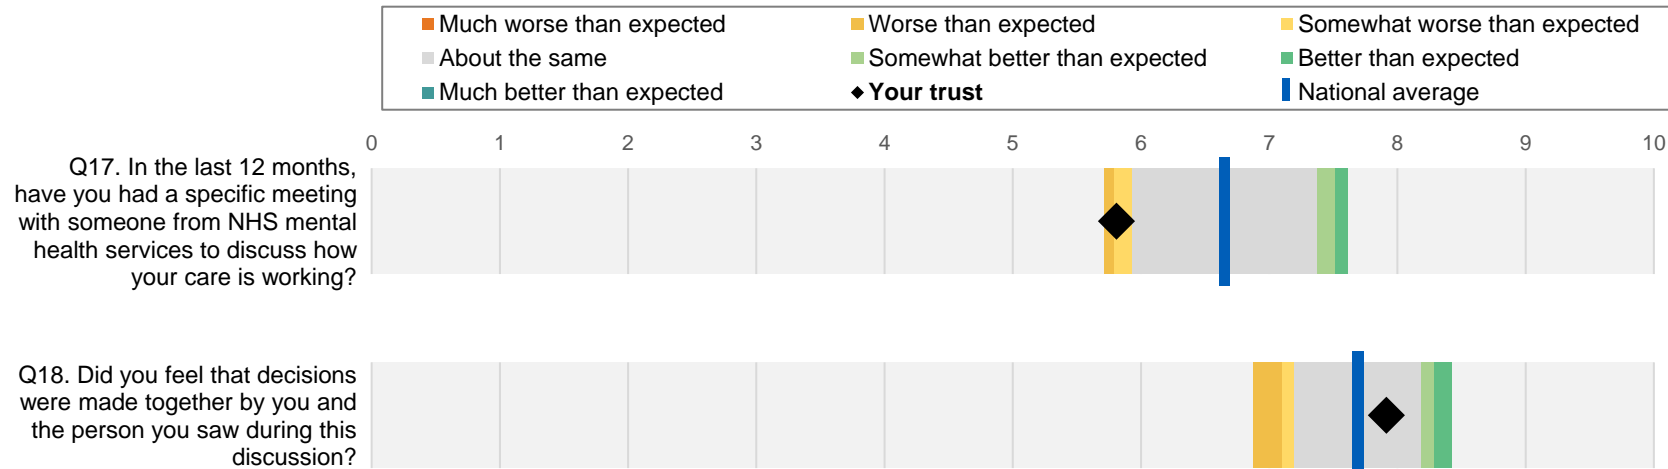 Much worse than expected
Worse than expected
Somewhat worse than expected
About the same
Somewhat better than expected
Better than expected
Much better than expected
Your trust
National average
0 1 2 3 4 5 6 7 8 9 10
Q17. In the last 12 months,
have you had a specific meeting
with someone from NHS mental
health services to discuss how
your care is working?
Q18. Did you feel that decisions
were made together by you and
the person you saw during this
discussion?